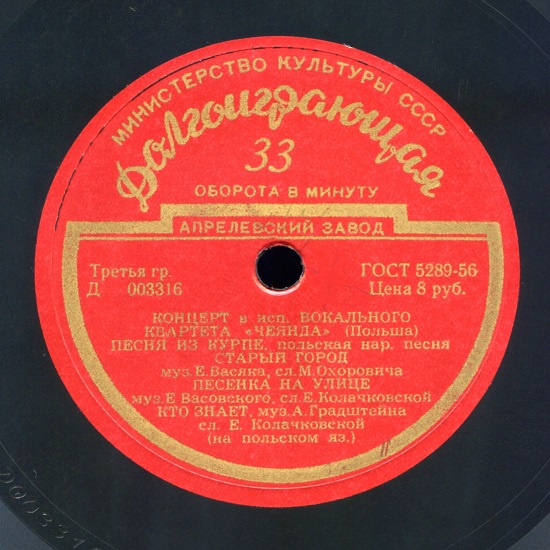 МИНИСТЕРСТВО КУЛЬТУРЫ СССР
Долгоиграющая
33
ОБОРОТА В МИНУТУ
АПРЕЛЕВСКИЙ ЗАВОД
Третья гр.
Д 003316
ГОСТ 5289-56
Цена 8 руб.
КОНЦЕРТ в исп. ВОКАЛЬНОГО
КВАРТЕТА «ЧЕЯНДА» (Польша)
ПЕСНЯ ИЗ КУРПЕ, польская нар. песня
СТАРЫЙ ГОРОД
муз. Е. Васяка, сл. М. Охоровича
ПЕСЕНКА НА УЛИЦЕ
муз. Е. Васовского, сл. Е. Колачковской
КТО ЗНАЕТ, муз. А. Градштейна
сл. Е. Колачковской
(на польском яз.)